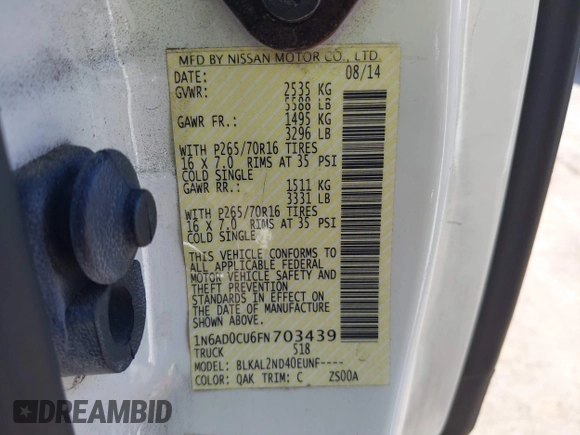 MFD BY NISSAN MOTOR CO., LTD.
DATE: 08/14
GVWR: 2535 KG
5588 LB
GAWR FR.: 1495 KG
3296 LB
WITH P265/70R16 TIRES
16 X 7.0 RIMS AT 35 PSI
COLD SINGLE
GAWR RR.: 1511 KG
3331 LB
WITH P265/70R16 TIRES
16 X 7.0 RIMS AT 35 PSI
COLD SINGLE
THIS VEHICLE CONFORMS TO
ALL APPLICABLE FEDERAL
MOTOR VEHICLE SAFETY AND
THEFT PREVENTION
STANDARDS IN EFFECT ON
THE DATE OF MANUFACTURE
SHOWN ABOVE.
1N6AD0CU6FN703439
TRUCK 518
MODEL: BLKAL2ND40EUNF----
COLOR: QAK TRIM: C ZS00A
DREAMBID